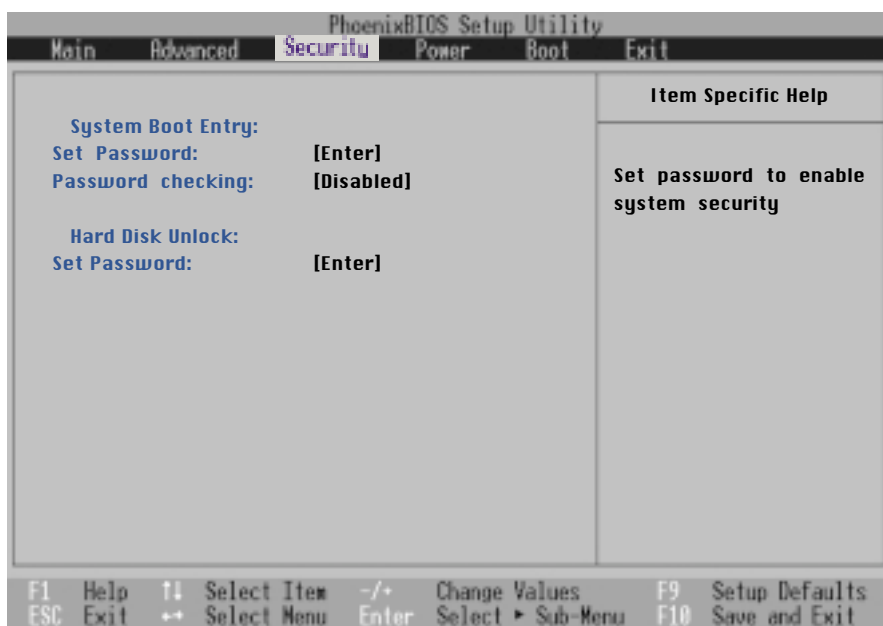 PhoenixBIOS Setup Utility
Main Advanced Security Power Boot Exit
Item Specific Help
System Boot Entry:
Set Password: [Enter]
Password checking: [Disabled]
Set password to enable
system security
Hard Disk Unlock:
Set Password: [Enter]
F1 Help ↑↓ Select Item -/+ Change Values F9 Setup Defaults
ESC Exit ←→ Select Menu Enter Select ► Sub-Menu F10 Save and Exit